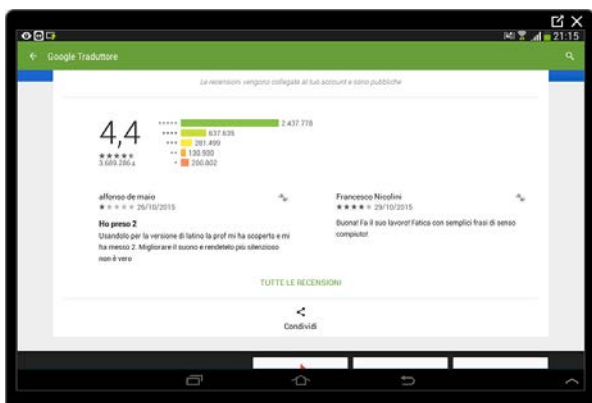 21:15
Google Traduttore
Le recensioni vengono collegate al tuo account e sono pubbliche
4,4
3.689.286
2.437.778
637.635
281.499
130.920
200.802
alfonso de maio
26/10/2015
Ho preso 2
Usandolo per la versione di latino la prof mi ha scoperto e mi
ha messo 2. Migliorare il suono e rendetelo più silenzioso
non è vero
Francesco Nicolini
29/10/2015
Buona! Fa il suo lavoro! Fatica con semplici frasi di senso
compiuto!
TUTTE LE RECENSIONI
Condividi